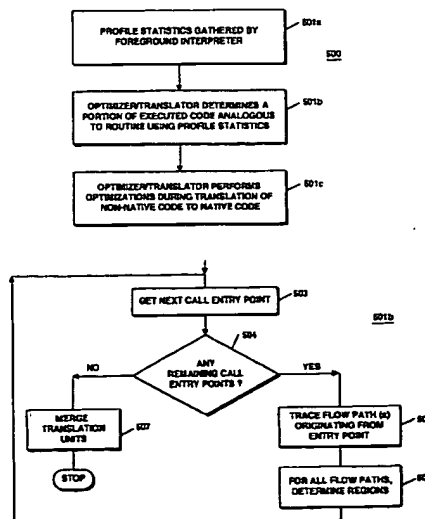 PROFILE STATISTICS GATHERED BY
FOREGROUND INTERPRETER
501a
500
OPTIMIZER/TRANSLATOR DETERMINES A
PORTION OF EXECUTED CODE ANALOGOUS
TO ROUTINE USING PROFILE STATISTICS
501b
OPTIMIZER/TRANSLATOR PERFORMS
OPTIMIZATIONS DURING TRANSLATION OF
NON-NATIVE CODE TO NATIVE CODE
501c
GET NEXT CALL ENTRY POINT
503
501b
504
ANY
REMAINING CALL
ENTRY POINTS ?
NO
YES
MERGE
TRANSLATION
UNITS
507
STOP
TRACE FLOW PATH (s)
ORIGINATING FROM
ENTRY POINT
FOR ALL FLOW PATHS,
DETERMINE REGIONS